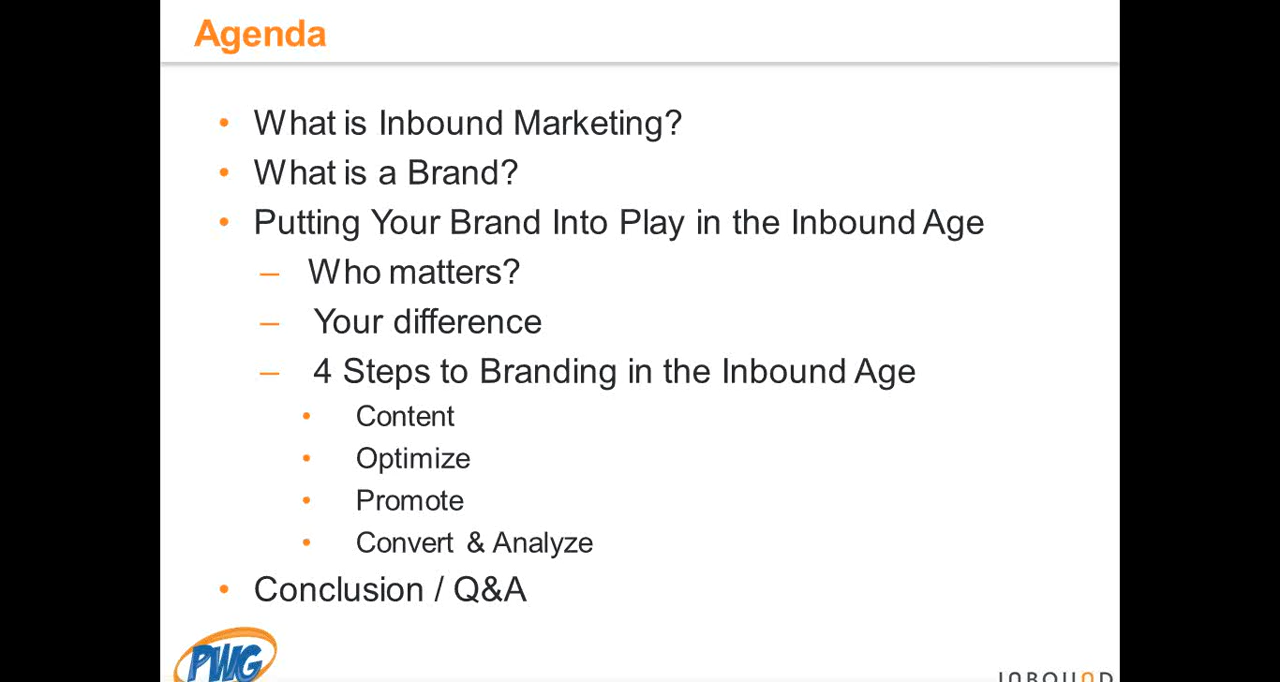 Agenda
• What is Inbound Marketing?
• What is a Brand?
• Putting Your Brand Into Play in the Inbound Age
– Who matters?
– Your difference
– 4 Steps to Branding in the Inbound Age
• Content
• Optimize
• Promote
• Convert & Analyze
• Conclusion / Q&A
PWG
INBOUND